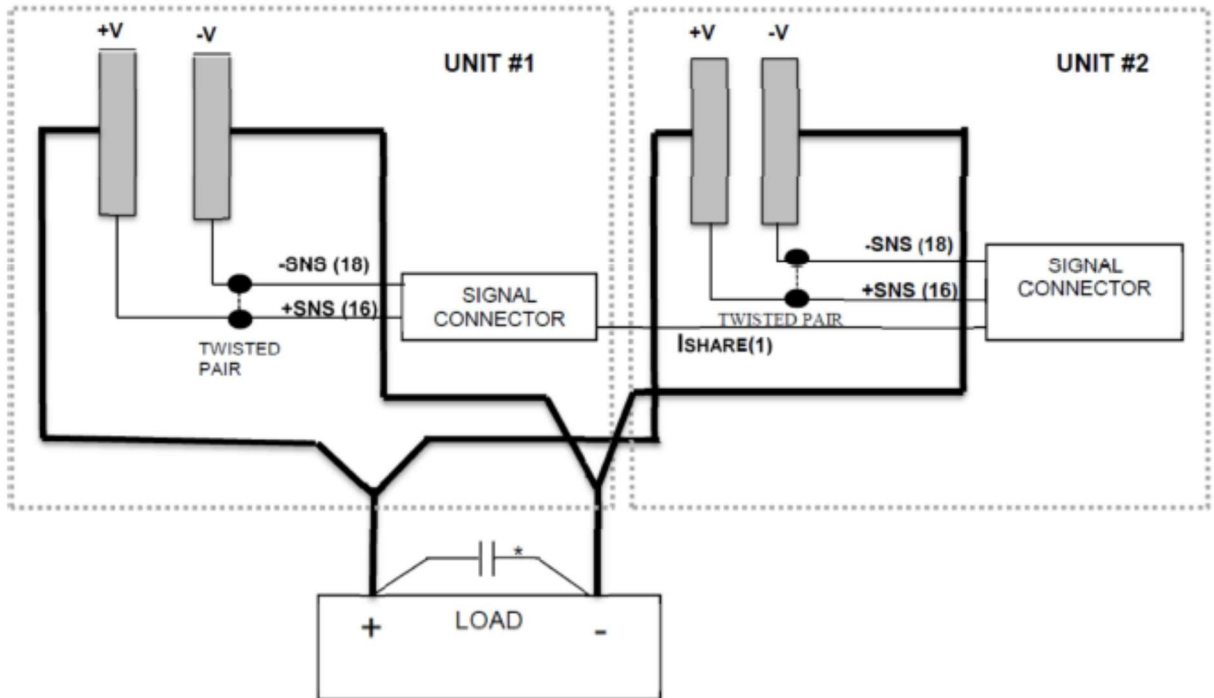 +V
-V
UNIT #1
+V
-V
UNIT #2
-SNS (18)
+SNS (16)
SIGNAL
CONNECTOR
TWISTED
PAIR
-SNS (18)
+SNS (16)
SIGNAL
CONNECTOR
TWISTED PAIR
ISHARE(1)
*
+
LOAD
-